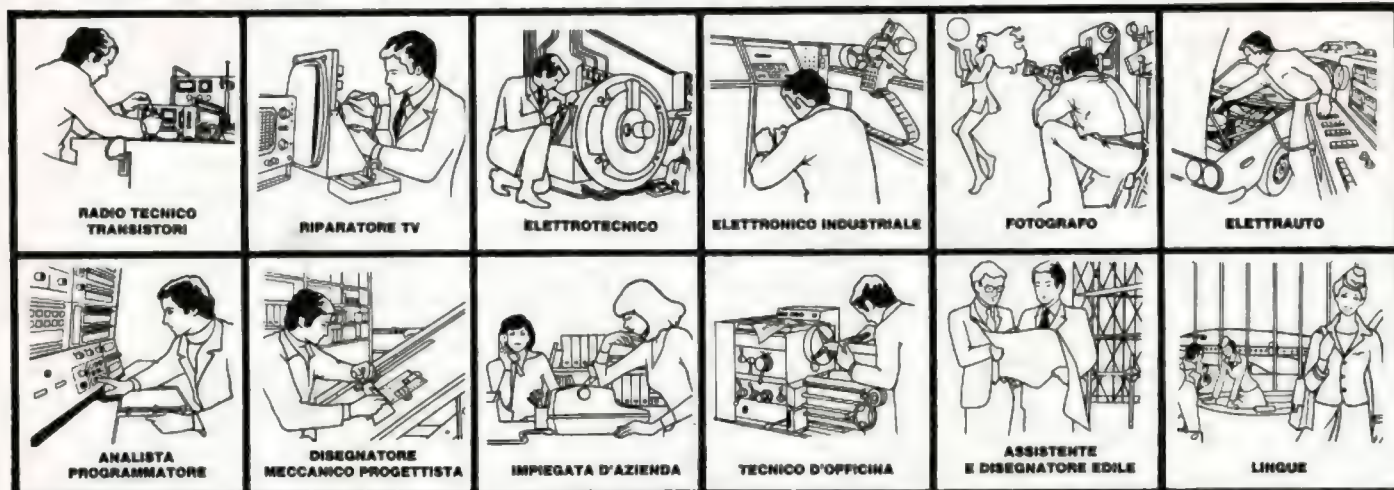 RADIO TECNICO
TRANSISTORI
RIPARATORE TV
ELETTROTECNICO
ELETTRONICO INDUSTRIALE
FOTOGRAFO
ELETTRAUTO
ANALISTA
PROGRAMMATORE
DISEGNATORE
MECCANICO PROGETTISTA
IMPIEGATA D'AZIENDA
TECNICO D'OFFICINA
ASSISTENTE
E DISEGNATORE EDILE
LINGUE